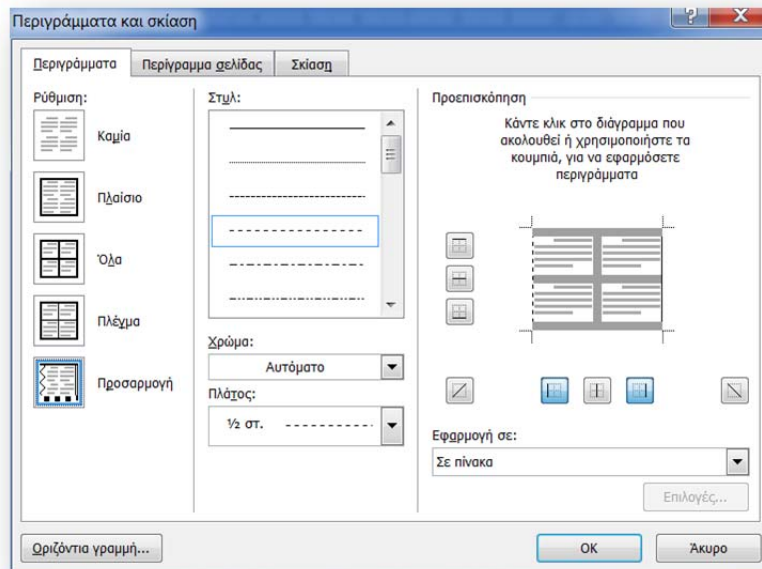 Περιγράμματα και σκίαση
? X
Περιγράμματα Περίγραμμα σελίδας Σκίαση
Ρύθμιση:
Καμία
Πλαίσιο
Όλα
Πλέγμα
Προσαρμογή
Στυλ:
Χρώμα:
Αυτόματο
Πλάτος:
½ στ.
Προεπισκόπηση
Κάντε κλικ στο διάγραμμα που
ακολουθεί ή χρησιμοποιήστε τα
κουμπιά, για να εφαρμόσετε
περιγράμματα
Εφαρμογή σε:
Σε πίνακα
Επιλογές...
Οριζόντια γραμμή...
OK
Άκυρο